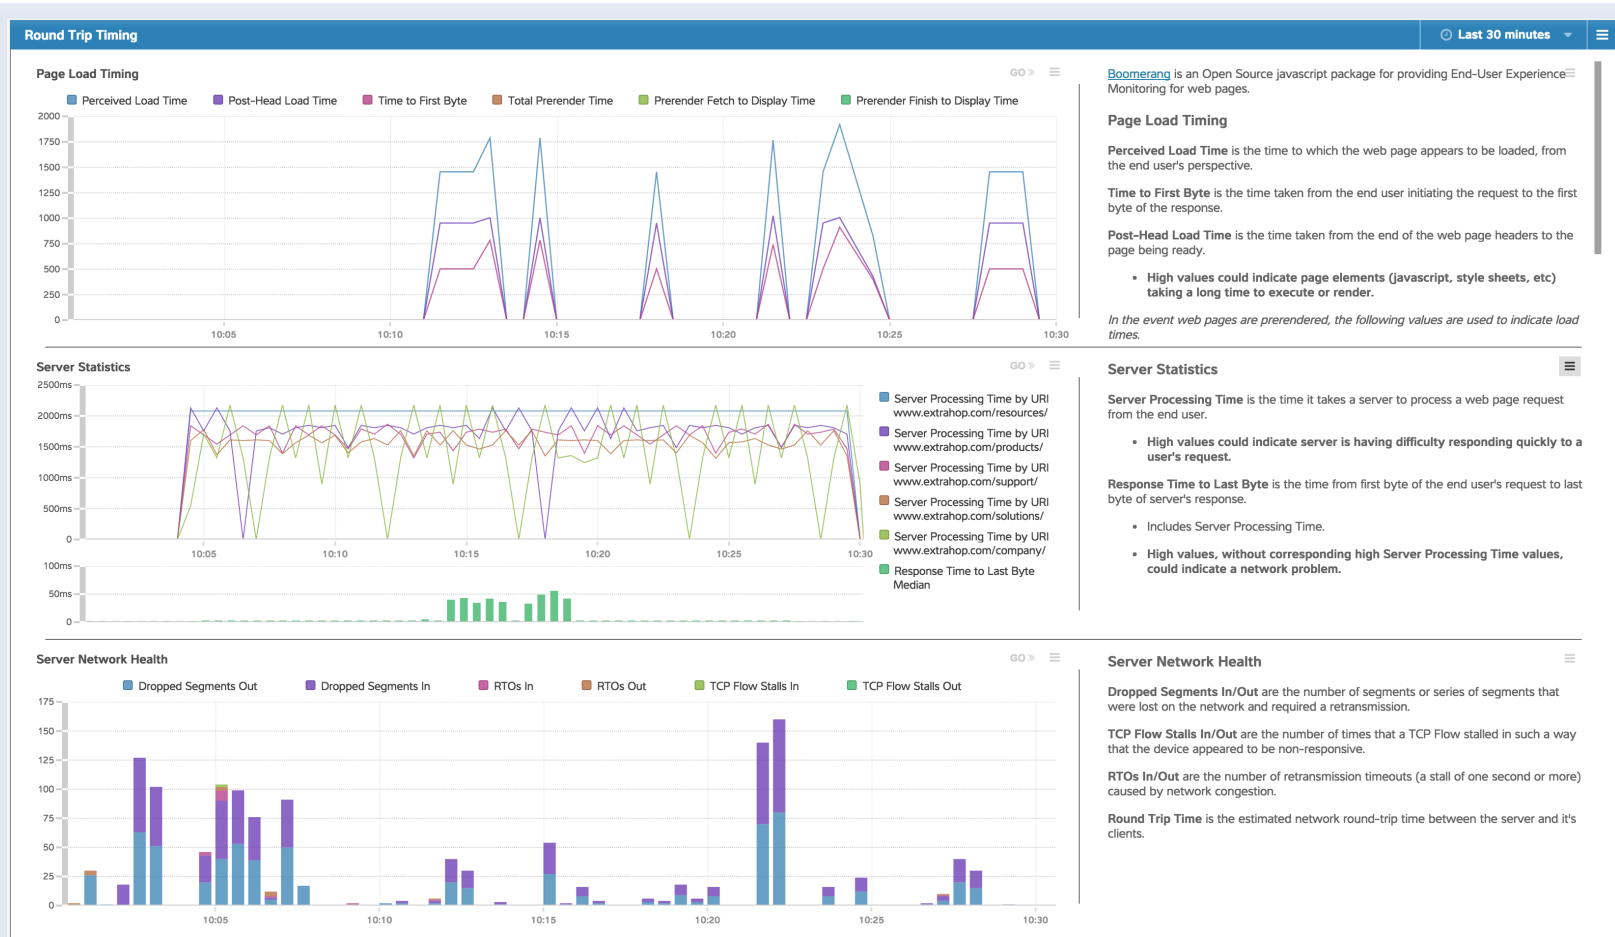 Round Trip Timing
Last 30 minutes
Page Load Timing
GO »
Perceived Load Time
Post-Head Load Time
Time to First Byte
Total Prerender Time
Prerender Fetch to Display Time
Prerender Finish to Display Time
2000
1750
1500
1250
1000
750
500
250
0
10:05
10:10
10:15
10:20
10:25
10:30
Boomerang is an Open Source javascript package for providing End-User Experience
Monitoring for web pages.
Page Load Timing
Perceived Load Time is the time to which the web page appears to be loaded, from
the end user's perspective.
Time to First Byte is the time taken from the end user initiating the request to the first
byte of the response.
Post-Head Load Time is the time taken from the end of the web page headers to the
page being ready.
• High values could indicate page elements (javascript, style sheets, etc)
taking a long time to execute or render.
In the event web pages are prerendered, the following values are used to indicate load
times.
Server Statistics
GO »
2500ms
2000ms
1500ms
1000ms
500ms
0
10:05
10:10
10:15
10:20
10:25
10:30
100ms
50ms
0
Server Processing Time by URI
www.extrahop.com/resources/
Server Processing Time by URI
www.extrahop.com/products/
Server Processing Time by URI
www.extrahop.com/support/
Server Processing Time by URI
www.extrahop.com/solutions/
Server Processing Time by URI
www.extrahop.com/company/
Response Time to Last Byte
Median
Server Statistics
Server Processing Time is the time it takes a server to process a web page request
from the end user.
• High values could indicate server is having difficulty responding quickly to a
user's request.
Response Time to Last Byte is the time from first byte of the end user's request to last
byte of server's response.
• Includes Server Processing Time.
• High values, without corresponding high Server Processing Time values,
could indicate a network problem.
Server Network Health
GO »
Dropped Segments Out
Dropped Segments In
RTOs In
RTOs Out
TCP Flow Stalls In
TCP Flow Stalls Out
175
150
125
100
75
50
25
0
10:05
10:10
10:15
10:20
10:25
10:30
Server Network Health
Dropped Segments In/Out are the number of segments or series of segments that
were lost on the network and required a retransmission.
TCP Flow Stalls In/Out are the number of times that a TCP Flow stalled in such a way
that the device appeared to be non-responsive.
RTOs In/Out are the number of retransmission timeouts (a stall of one second or more)
caused by network congestion.
Round Trip Time is the estimated network round-trip time between the server and it's
clients.